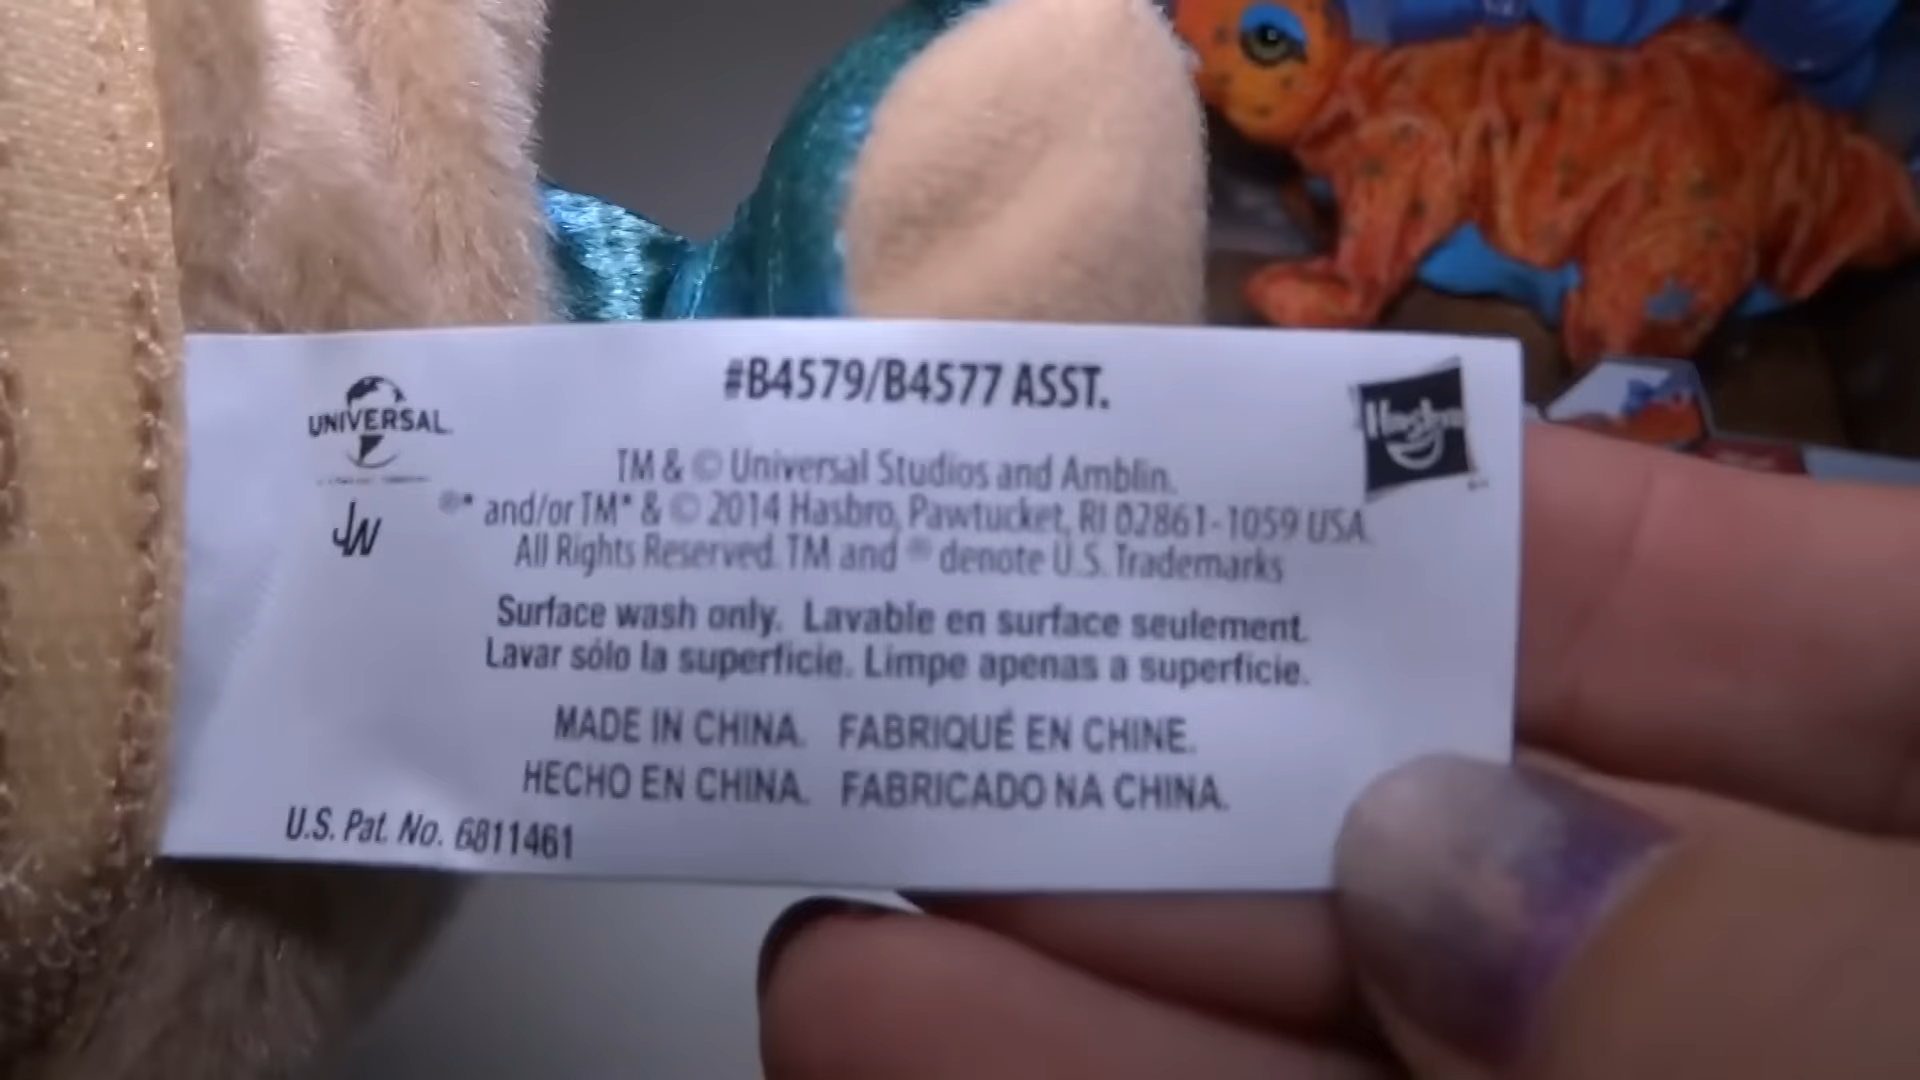 #B4579/B4577 ASST.
UNIVERSAL
Hasbro
TM & © Universal Studios and Amblin.
JW
®* and/or TM* & © 2014 Hasbro, Pawtucket, RI 02861-1059 USA.
All Rights Reserved. TM and ® denote U.S. Trademarks
Surface wash only. Lavable en surface seulement.
Lavar sólo la superficie. Limpe apenas a superficie.
MADE IN CHINA. FABRIQUÉ EN CHINE.
HECHO EN CHINA. FABRICADO NA CHINA.
U.S. Pat. No. 6811461